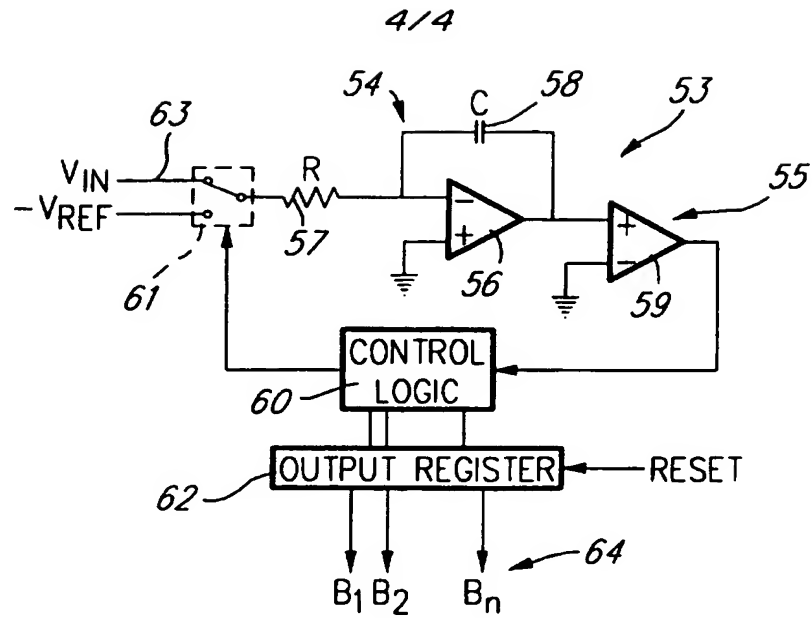 4/4
54
C
58
63
53
VIN
R
55
-VREF
-
+
57
56
+
-
59
61
CONTROL
LOGIC
60
OUTPUT REGISTER
RESET
62
64
B1 B2 Bn